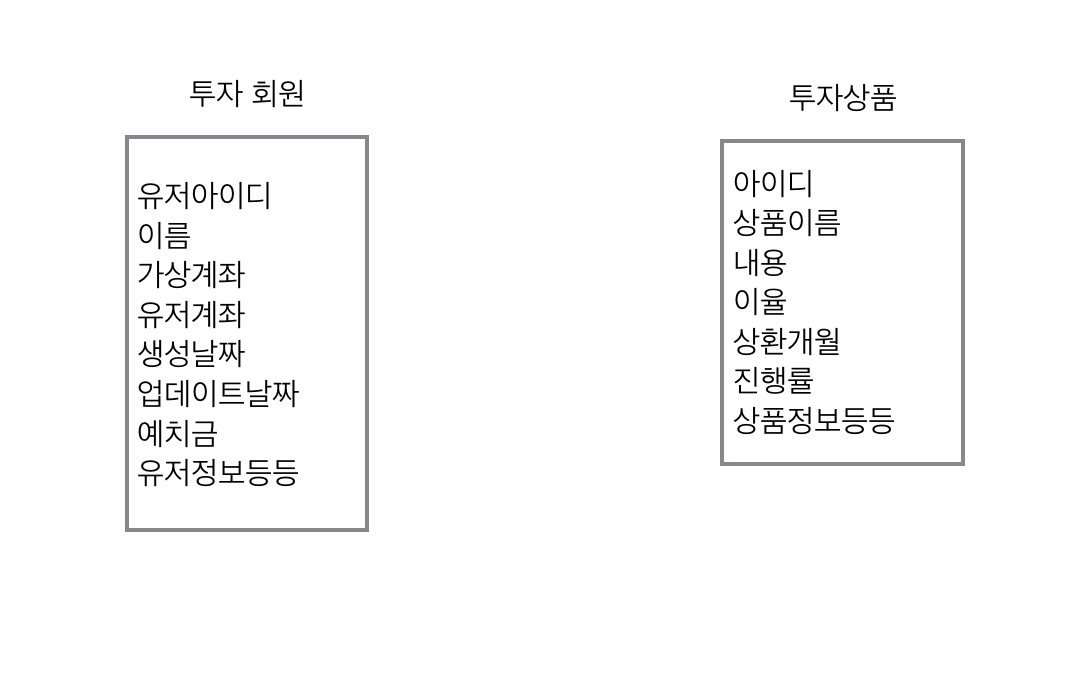 투자 회원
유저아이디
이름
가상계좌
유저계좌
생성날짜
업데이트날짜
예치금
유저정보등등
투자상품
아이디
상품이름
내용
이율
상환개월
진행률
상품정보등등